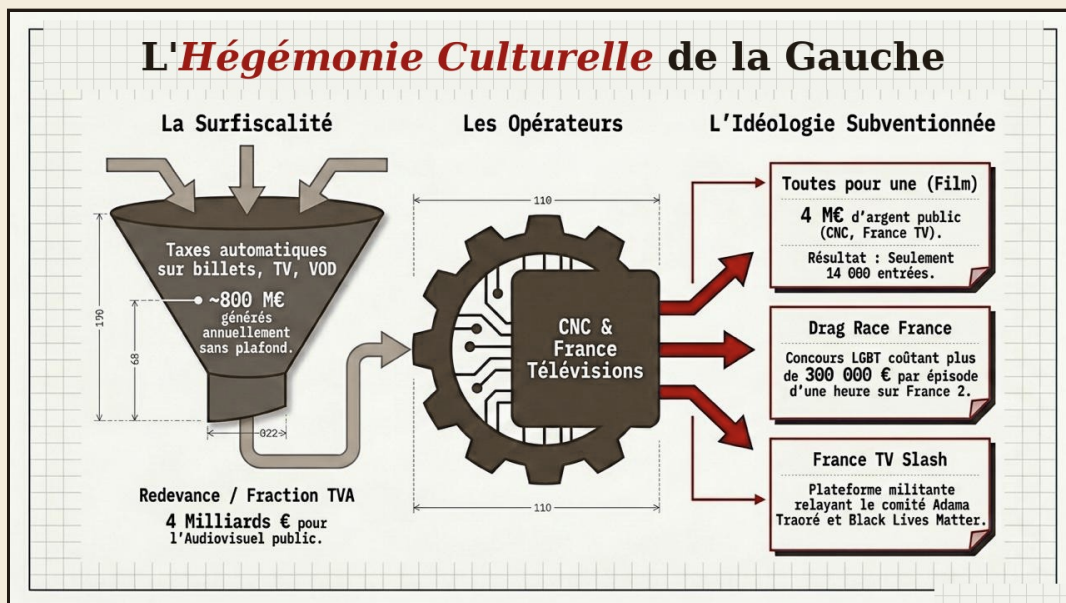 L'Hégémonie Culturelle de la Gauche
La Surfiscalité
Taxes automatiques
sur billets, TV, VOD
~800 M€
générés
annuellement
sans plafond.
190
68
022
Redevance / Fraction TVA
4 Milliards € pour
l'Audiovisuel public.
Les Opérateurs
110
CNC &
France
Télévisions
110
L'Idéologie Subventionnée
Toutes pour une (Film)
4 M€ d'argent public
(CNC, France TV).
Résultat : Seulement
14 000 entrées.
Drag Race France
Concours LGBT coûtant plus
de 300 000 € par épisode
d'une heure sur France 2.
France TV Slash
Plateforme militante
relayant le comité Adama
Traoré et Black Lives Matter.